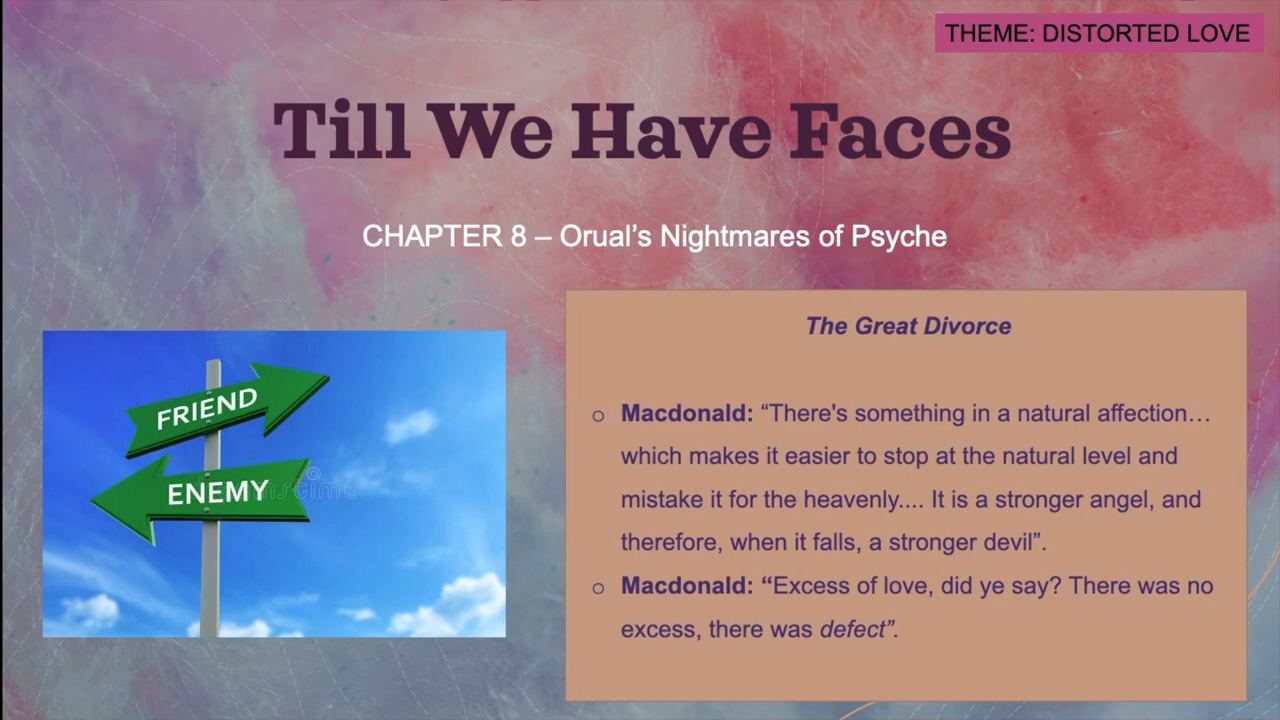 THEME: DISTORTED LOVE
Till We Have Faces
CHAPTER 8 – Orual’s Nightmares of Psyche
FRIEND
ENEMY
The Great Divorce
Macdonald: “There's something in a natural affection…
which makes it easier to stop at the natural level and
mistake it for the heavenly.... It is a stronger angel, and
therefore, when it falls, a stronger devil”.
Macdonald: “Excess of love, did ye say? There was no
excess, there was defect”.